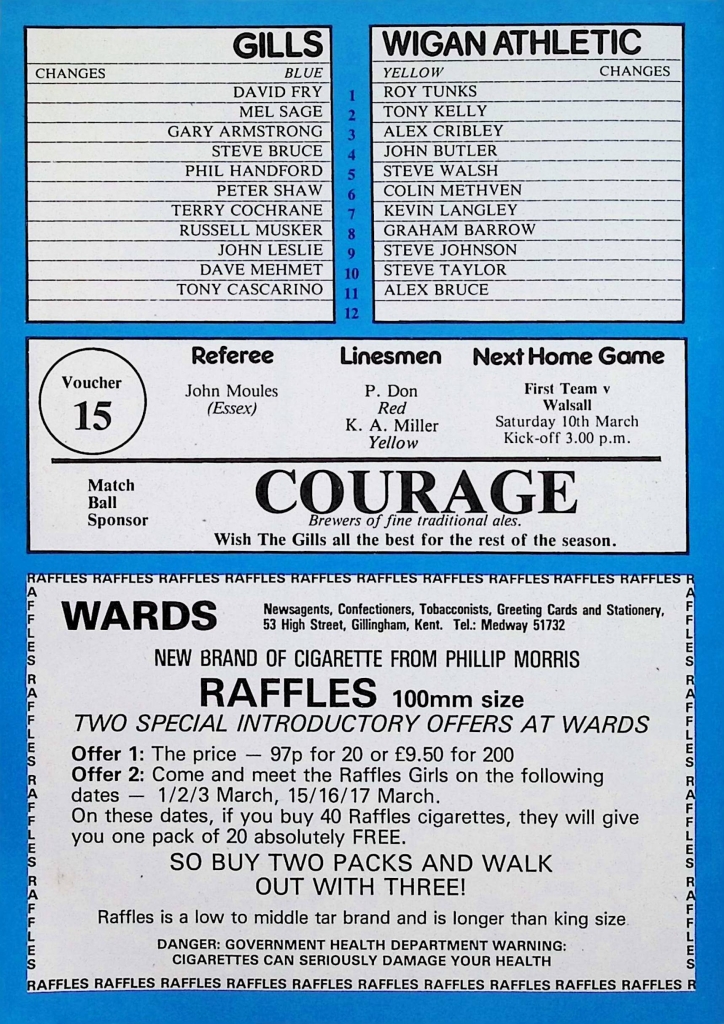 GILLS
CHANGES BLUE
DAVID FRY
MEL SAGE
GARY ARMSTRONG
STEVE BRUCE
PHIL HANDFORD
PETER SHAW
TERRY COCHRANE
RUSSELL MUSKER
JOHN LESLIE
DAVE MEHMET
TONY CASCARINO
1
2
3
4
5
6
7
8
9
10
11
12
WIGAN ATHLETIC
YELLOW CHANGES
ROY TUNKS
TONY KELLY
ALEX CRIBLEY
JOHN BUTLER
STEVE WALSH
COLIN METHVEN
KEVIN LANGLEY
GRAHAM BARROW
STEVE JOHNSON
STEVE TAYLOR
ALEX BRUCE
Voucher
15
Referee
John Moules
(Essex)
Linesmen
P. Don
Red
K. A. Miller
Yellow
Next Home Game
First Team v
Walsall
Saturday 10th March
Kick-off 3.00 p.m.
Match
Ball
Sponsor
COURAGE
Brewers of fine traditional ales.
Wish The Gills all the best for the rest of the season.
RAFFLES RAFFLES RAFFLES RAFFLES RAFFLES RAFFLES RAFFLES RAFFLES RAFFLES RAFFLES R
AFFLES RAFFLES RAFFLES RAFFLES
WARDS
Newsagents, Confectioners, Tobacconists, Greeting Cards and Stationery,
53 High Street, Gillingham, Kent. Tel.: Medway 51732
NEW BRAND OF CIGARETTE FROM PHILLIP MORRIS
RAFFLES 100mm size
TWO SPECIAL INTRODUCTORY OFFERS AT WARDS
Offer 1: The price — 97p for 20 or £9.50 for 200
Offer 2: Come and meet the Raffles Girls on the following
dates — 1/2/3 March, 15/16/17 March.
On these dates, if you buy 40 Raffles cigarettes, they will give
you one pack of 20 absolutely FREE.
SO BUY TWO PACKS AND WALK
OUT WITH THREE!
Raffles is a low to middle tar brand and is longer than king size
DANGER: GOVERNMENT HEALTH DEPARTMENT WARNING:
CIGARETTES CAN SERIOUSLY DAMAGE YOUR HEALTH
AFFLES RAFFLES RAFFLES RAFFLES
RAFFLES RAFFLES RAFFLES RAFFLES RAFFLES RAFFLES RAFFLES RAFFLES RAFFLES RAFFLES R